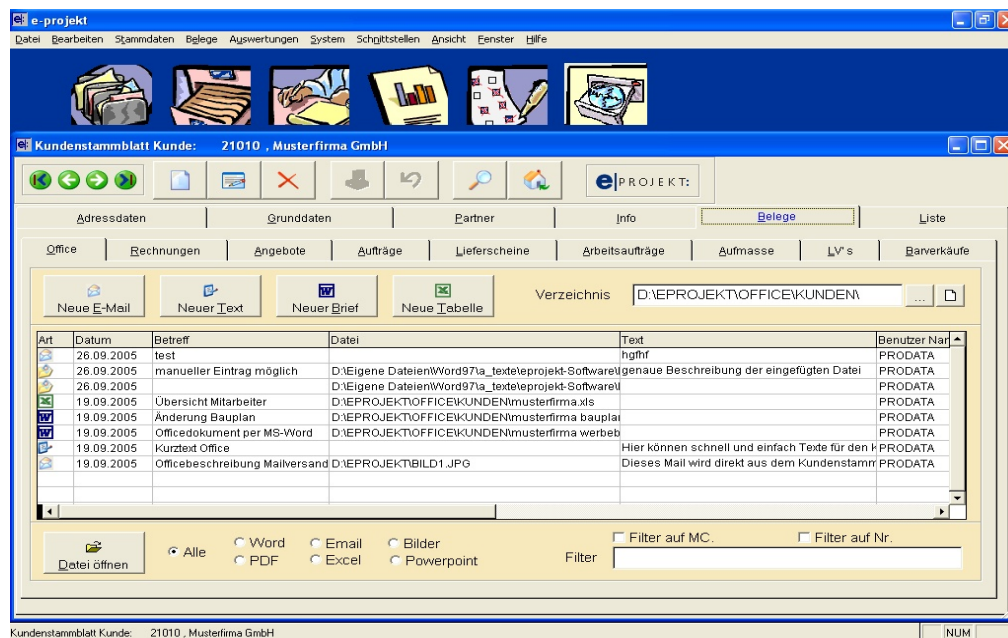 e-projekt
Datei Bearbeiten Stammdaten Belege Auswertungen System Schnittstellen Ansicht Fenster Hilfe
Kundenstammblatt Kunde: 21010 , Musterfirma GmbH
e PROJEKT:
Adressdaten Grunddaten Partner Info Belege Liste
Office Rechnungen Angebote Aufträge Lieferscheine Arbeitsaufträge Aufmasse LV's Barverkäufe
Neue E-Mail Neuer Text Neuer Brief Neue Tabelle Verzeichnis D:\EPROJEKT\OFFICE\KUNDEN\ ...
Art Datum Betreff Datei Text Benutzer Nar
26.09.2005 test hgfhf PRODATA
26.09.2005 manueller Eintrag möglich D:\Eigene Dateien\Word97\a_texte\eprojekt-Software\ genaue Beschreibung der eingefügten Datei PRODATA
26.09.2005 D:\Eigene Dateien\Word97\a_texte\eprojekt-Software\ PRODATA
19.09.2005 Übersicht Mitarbeiter D:\EPROJEKT\OFFICE\KUNDEN\musterfirma.xls PRODATA
19.09.2005 Änderung Bauplan D:\EPROJEKT\OFFICE\KUNDEN\musterfirma bauplan PRODATA
19.09.2005 Officedokument per MS-Word D:\EPROJEKT\OFFICE\KUNDEN\musterfirma werbeb PRODATA
19.09.2005 Kurztext Office Hier können schnell und einfach Texte für den K PRODATA
19.09.2005 Officebeschreibung Mailversand D:\EPROJEKT\BILD1.JPG Dieses Mail wird direkt aus dem Kundenstamm PRODATA
Datei öffnen Alle Word Email Bilder Filter auf MC. Filter auf Nr.
PDF Excel Powerpoint Filter
Kundenstammblatt Kunde: 21010 , Musterfirma GmbH NUM